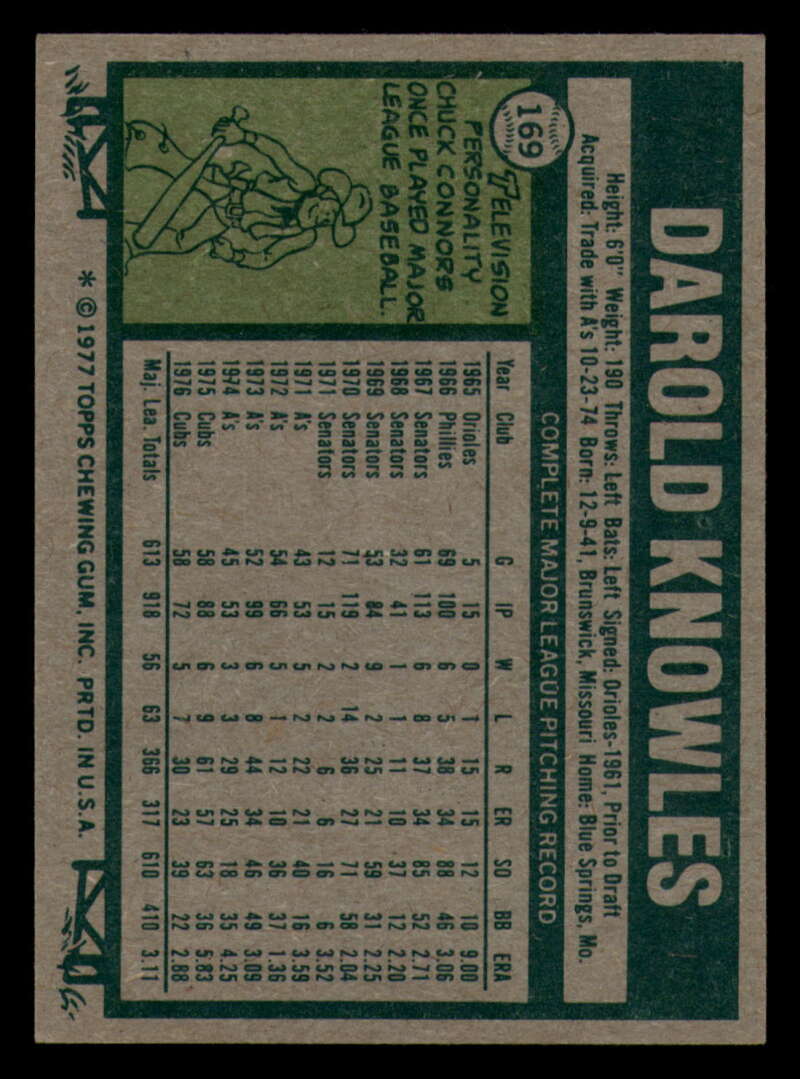 DAROLD KNOWLES
Height: 6'0" Weight: 190 Throws: Left Bats: Left Signed: Orioles-1961, Prior to Draft
Acquired: Trade with A's 10-23-74 Born: 12-9-41, Brunswick, Missouri Home: Blue Springs, Mo.
169
TELEVISION
PERSONALITY
CHUCK CONNORS
ONCE PLAYED MAJOR
LEAGUE BASEBALL.
COMPLETE MAJOR LEAGUE PITCHING RECORD
Year Club G IP W L R ER SO BB ERA
1965 Orioles 5 15 0 1 15 15 12 10 9.00
1966 Phillies 69 100 6 5 38 34 88 46 3.06
1967 Senators 61 113 6 8 37 34 85 52 2.71
1968 Senators 32 41 1 1 11 10 37 12 2.20
1969 Senators 53 84 9 2 25 21 59 31 2.25
1970 Senators 71 119 2 14 36 27 71 58 2.04
1971 Senators 12 15 2 2 6 6 16 6 3.52
1971 A's 43 53 5 2 22 21 40 16 3.59
1972 A's 54 66 5 1 12 10 36 37 1.36
1973 A's 52 99 6 8 44 34 46 49 3.09
1974 A's 45 53 3 3 29 25 18 35 4.25
1975 Cubs 58 88 6 9 61 57 63 36 5.83
1976 Cubs 58 72 5 7 30 23 39 22 2.88
Maj. Lea. Totals 613 918 56 63 366 317 610 410 3.11
* © 1977 TOPPS CHEWING GUM, INC. PRTD. IN U.S.A.